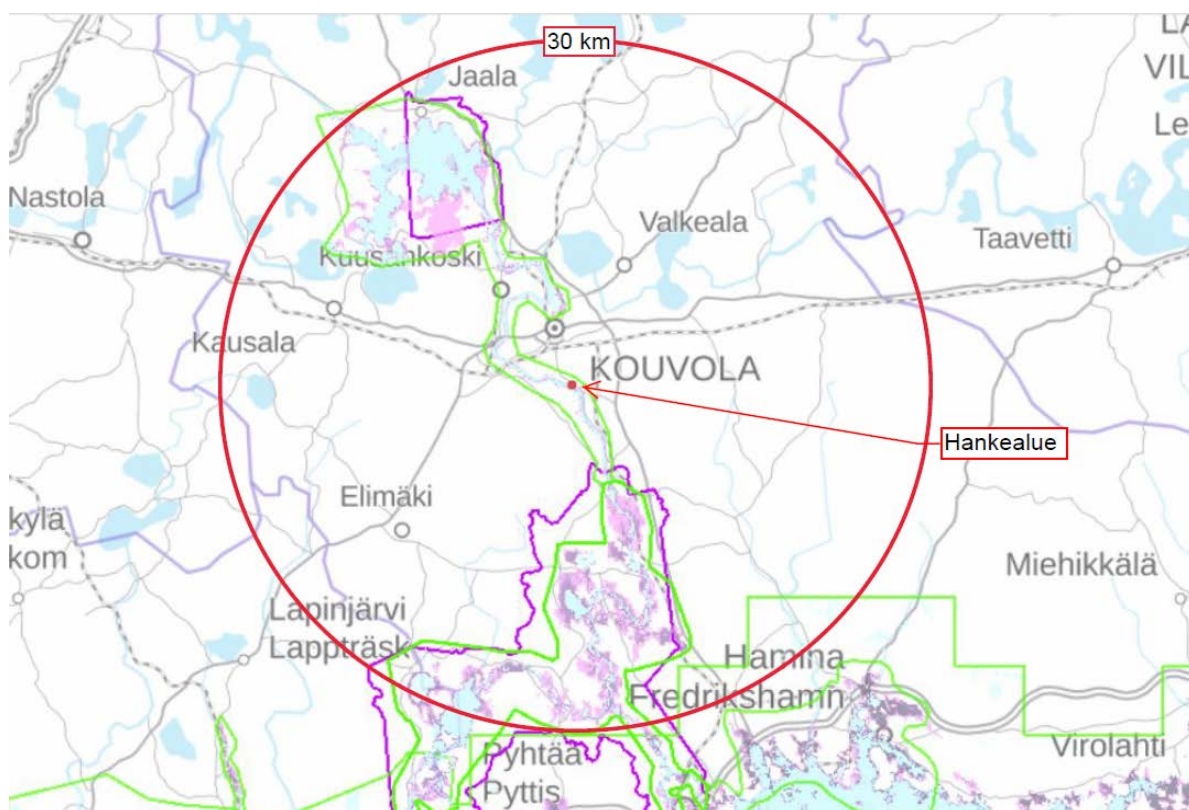 30 km
LA
VIL
Le
Jaala
Nastola
Valkeala
Taavetti
Kuusankoski
Kausala
KOUVOLA
Hankealue
Elimäki
kylä
kom
Miehikkälä
Lapinjärvi
Lappträsk
Hamina
Fredrikshamn
Virolahti
Pyhtää
Pyttis